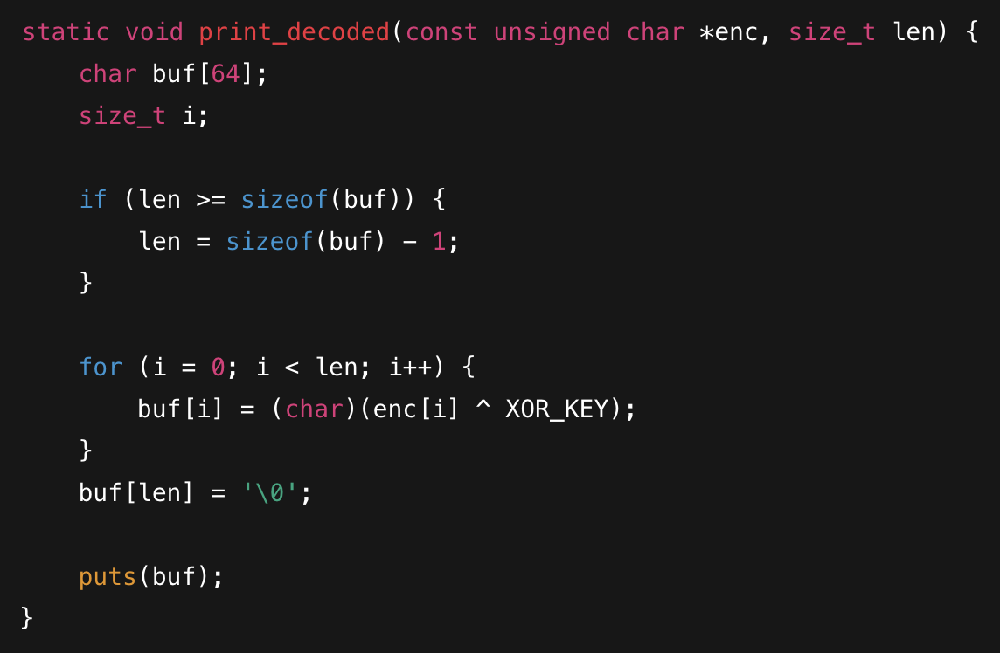 static void print_decoded(const unsigned char *enc, size_t len) {
    char buf[64];
    size_t i;

    if (len >= sizeof(buf)) {
        len = sizeof(buf) - 1;
    }

    for (i = 0; i < len; i++) {
        buf[i] = (char)(enc[i] ^ XOR_KEY);
    }
    buf[len] = '\0';

    puts(buf);
}